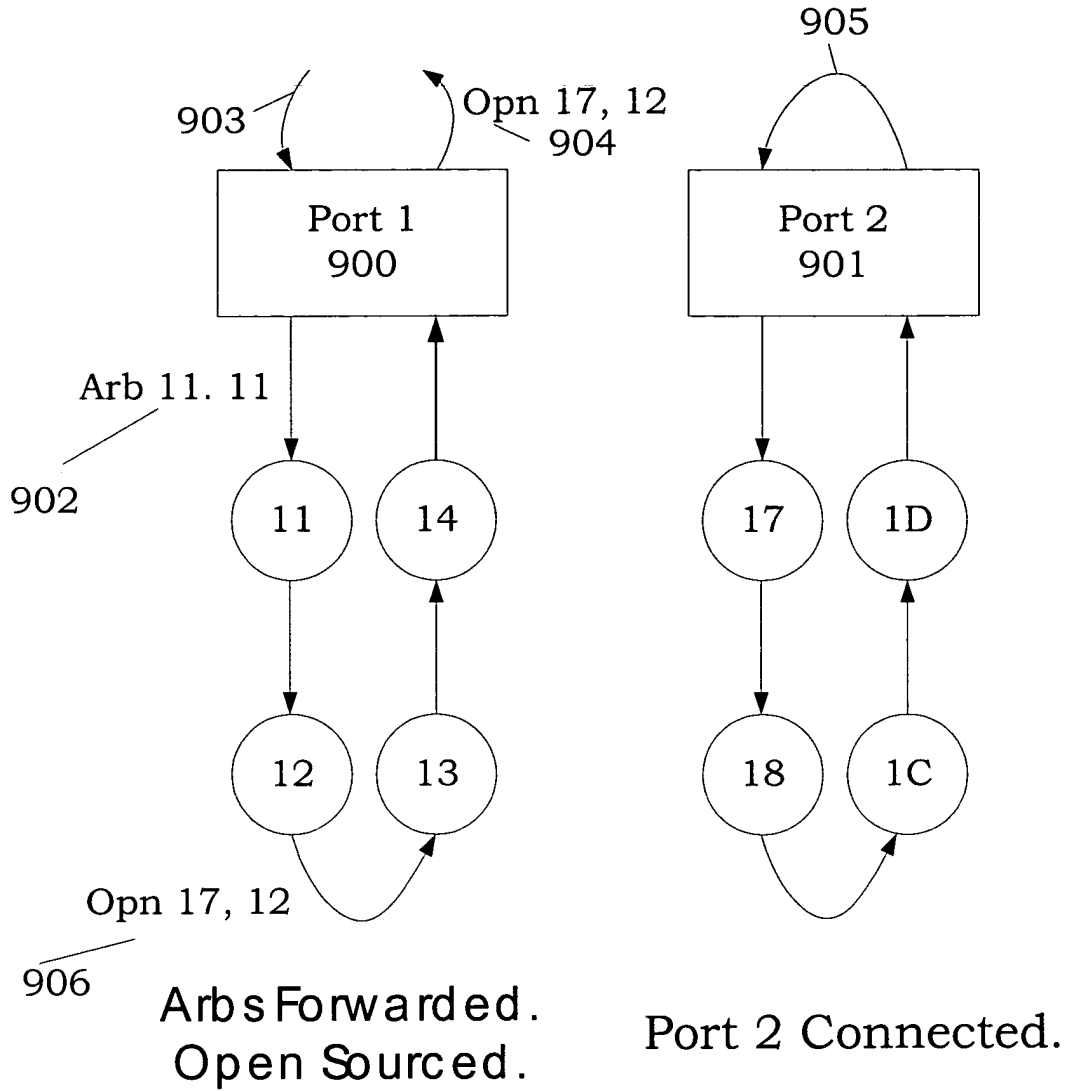 905
903
Opn 17, 12
904
Port 1
900
Port 2
901
Arb 11. 11
902
11
14
17
1D
12
13
18
1C
Opn 17, 12
906
Arbs Forwarded.
Open Sourced.
Port 2 Connected.